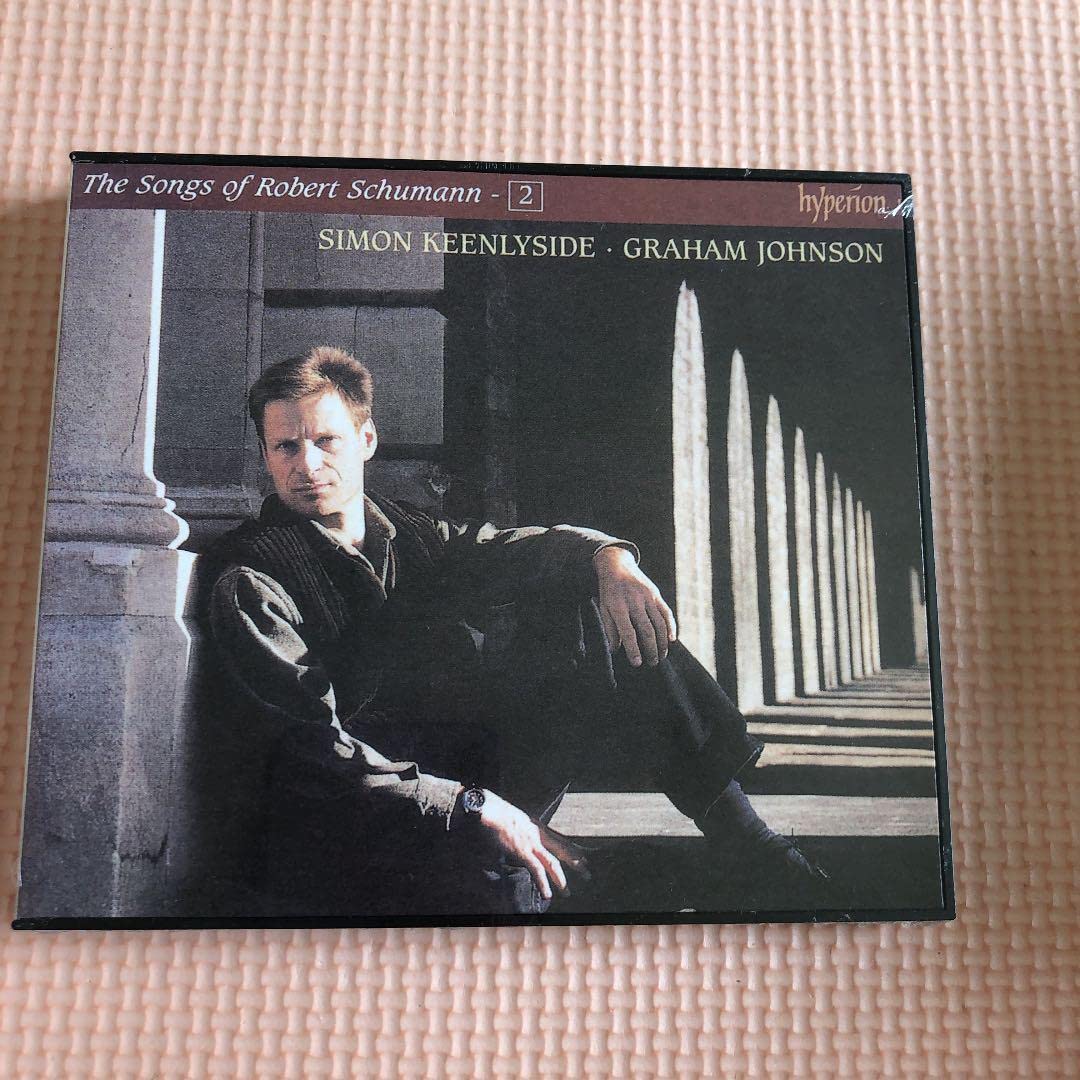 The Songs of Robert Schumann - 2
hyperion
SIMON KEENLYSIDE · GRAHAM JOHNSON